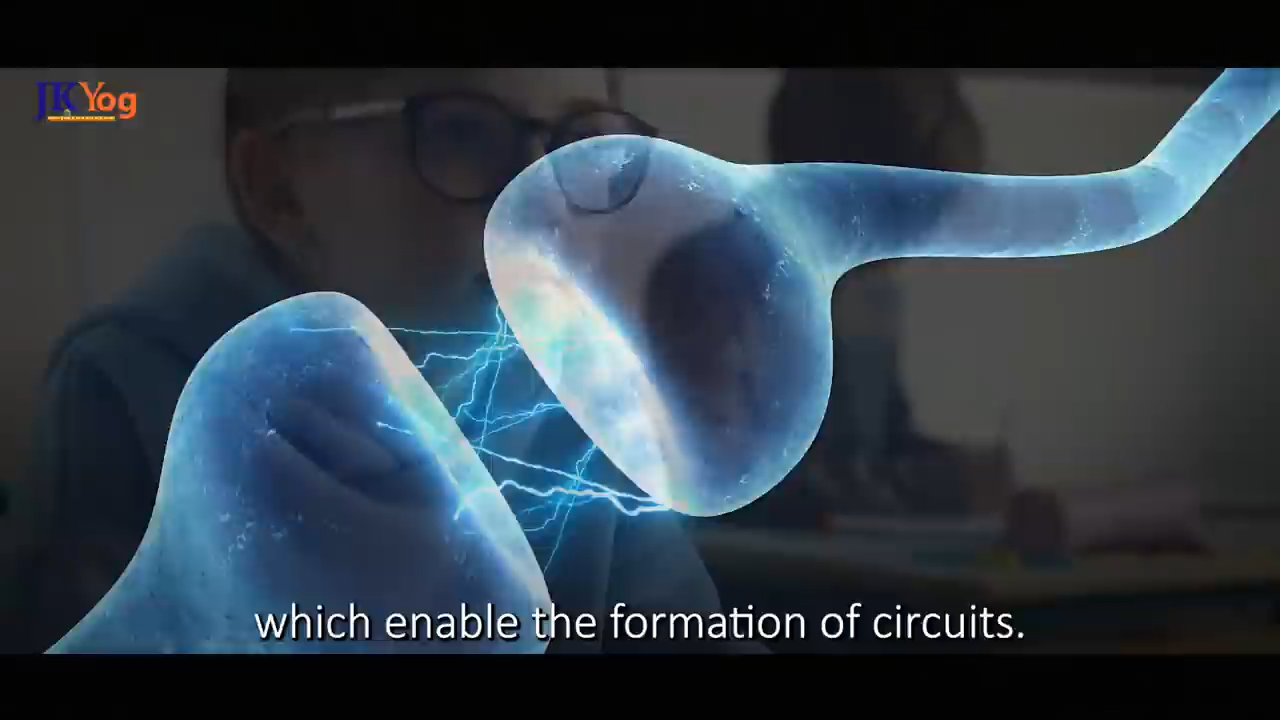 JKYog
which enable the formation of circuits.